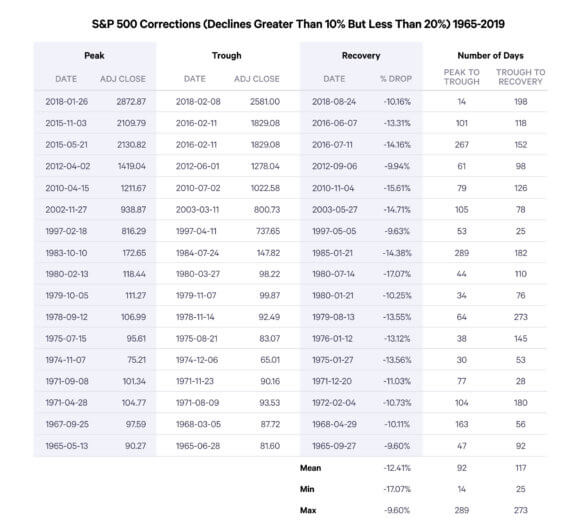 S&P 500 Corrections (Declines Greater Than 10% But Less Than 20%) 1965-2019
Peak Trough Recovery Number of Days
DATE ADJ CLOSE DATE ADJ CLOSE DATE % DROP PEAK TO TROUGH TROUGH TO RECOVERY
2018-01-26 2872.87 2018-02-08 2581.00 2018-08-24 -10.16% 14 198
2015-11-03 2109.79 2016-02-11 1829.08 2016-06-07 -13.31% 101 118
2015-05-21 2130.82 2016-02-11 1829.08 2016-07-11 -14.16% 267 152
2012-04-02 1419.04 2012-06-01 1278.04 2012-09-06 -9.94% 61 98
2010-04-15 1211.67 2010-07-02 1022.58 2010-11-04 -15.61% 79 126
2002-11-27 938.87 2003-03-11 800.73 2003-05-27 -14.71% 105 78
1997-02-18 816.29 1997-04-11 737.65 1997-05-05 -9.63% 53 25
1983-10-10 172.65 1984-07-24 147.82 1985-01-21 -14.38% 289 182
1980-02-13 118.44 1980-03-27 98.22 1980-07-14 -17.07% 44 110
1979-10-05 111.27 1979-11-07 99.87 1980-01-21 -10.25% 34 76
1978-09-12 106.99 1978-11-14 92.49 1979-08-13 -13.55% 64 273
1975-07-15 95.61 1975-08-21 83.07 1976-01-12 -13.12% 38 145
1974-11-07 75.21 1974-12-06 65.01 1975-01-27 -13.56% 30 53
1971-09-08 101.34 1971-11-23 90.16 1971-12-20 -11.03% 77 28
1971-04-28 104.77 1971-08-09 93.53 1972-02-04 -10.73% 104 180
1967-09-25 97.59 1968-03-05 87.72 1968-04-29 -10.11% 163 56
1965-05-13 90.27 1965-06-28 81.60 1965-09-27 -9.60% 47 92
Mean -12.41% 92 117
Min -17.07% 14 25
Max -9.60% 289 273